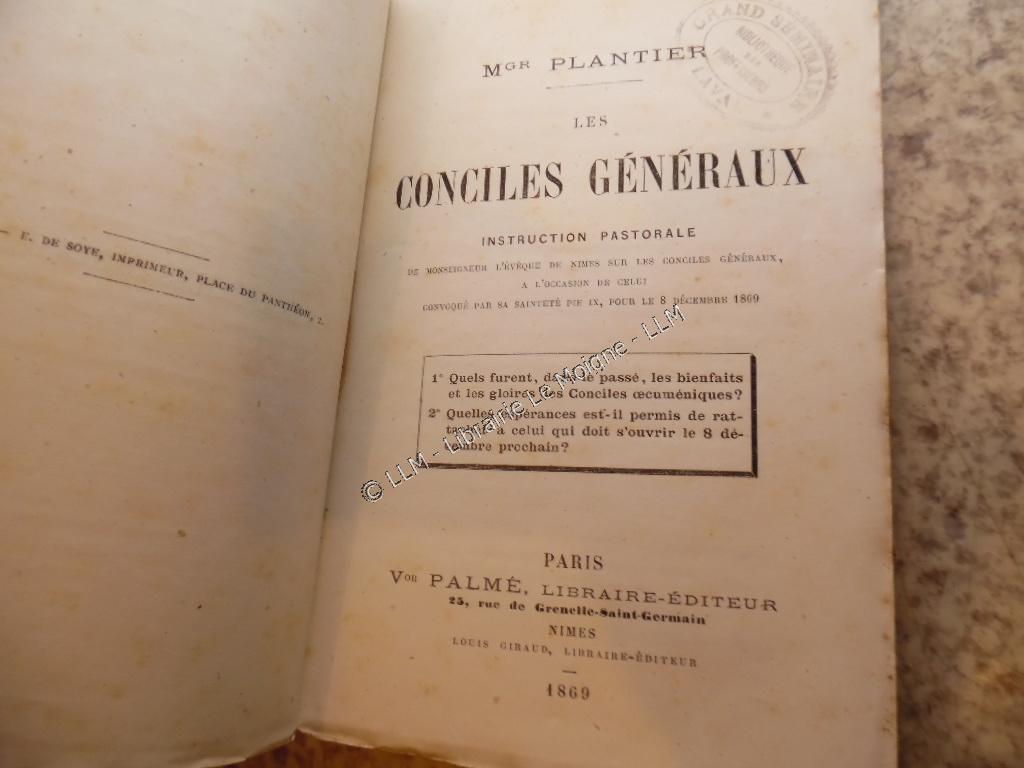 E. DE SOYE, IMPRIMEUR, PLACE DU PANTHÉON, 2.
GRAND SÉMINAIRE
MGR PLANTIER
LES
CONCILES GÉNÉRAUX
INSTRUCTION PASTORALE
DE MONSEIGNEUR L'ÉVÊQUE DE NIMES SUR LES CONCILES GÉNÉRAUX,
A L'OCCASION DE CELUI
CONVOQUÉ PAR SA SAINTETÉ PIE IX, POUR LE 8 DÉCEMBRE 1869
1° Quels furent, dans le passé, les bienfaits
et les gloires des Conciles œcuméniques ?
2° Quelles espérances est-il permis de rat-
tacher à celui qui doit s'ouvrir le 8 dé-
cembre prochain ?
© LLM - Librairie Le Moigne - LLM
PARIS
VOR PALMÉ, LIBRAIRE-ÉDITEUR
25, rue de Grenelle-Saint-Germain
NIMES
LOUIS GIRAUD, LIBRAIRE-ÉDITEUR
1869